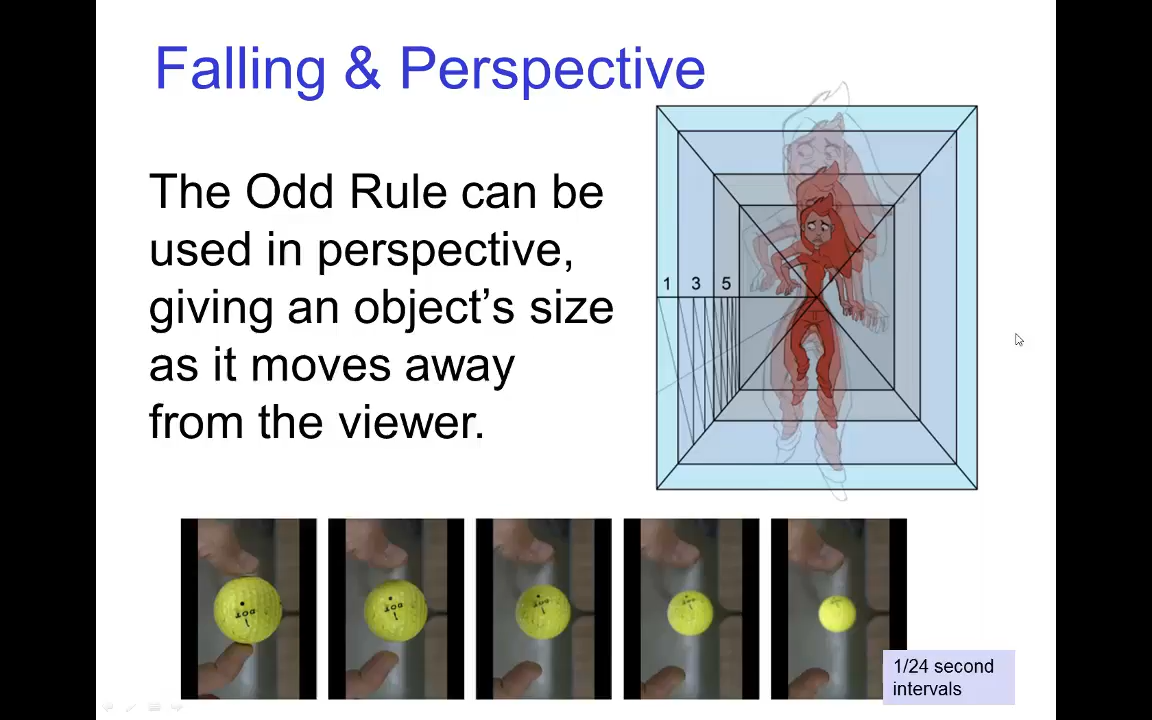 Falling & Perspective
The Odd Rule can be
used in perspective,
giving an object’s size
as it moves away
from the viewer.
1 3 5
1/24 second
intervals